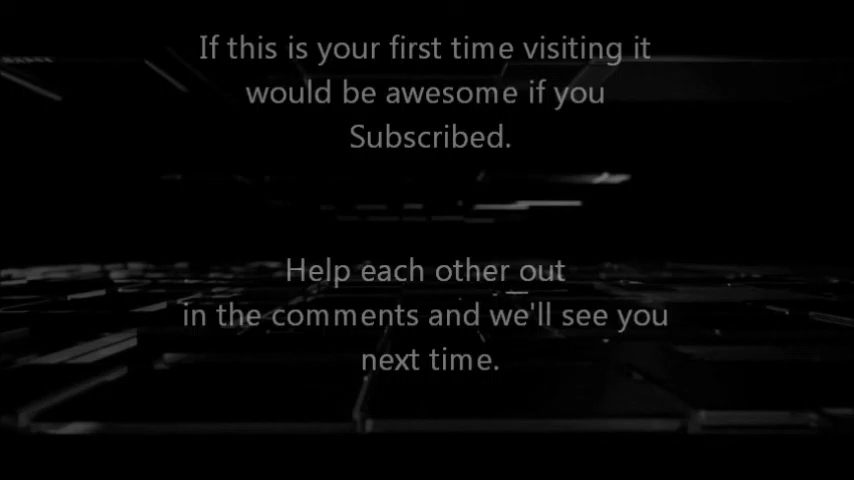 If this is your first time visiting it
would be awesome if you
Subscribed.
Help each other out
in the comments and we'll see you
next time.